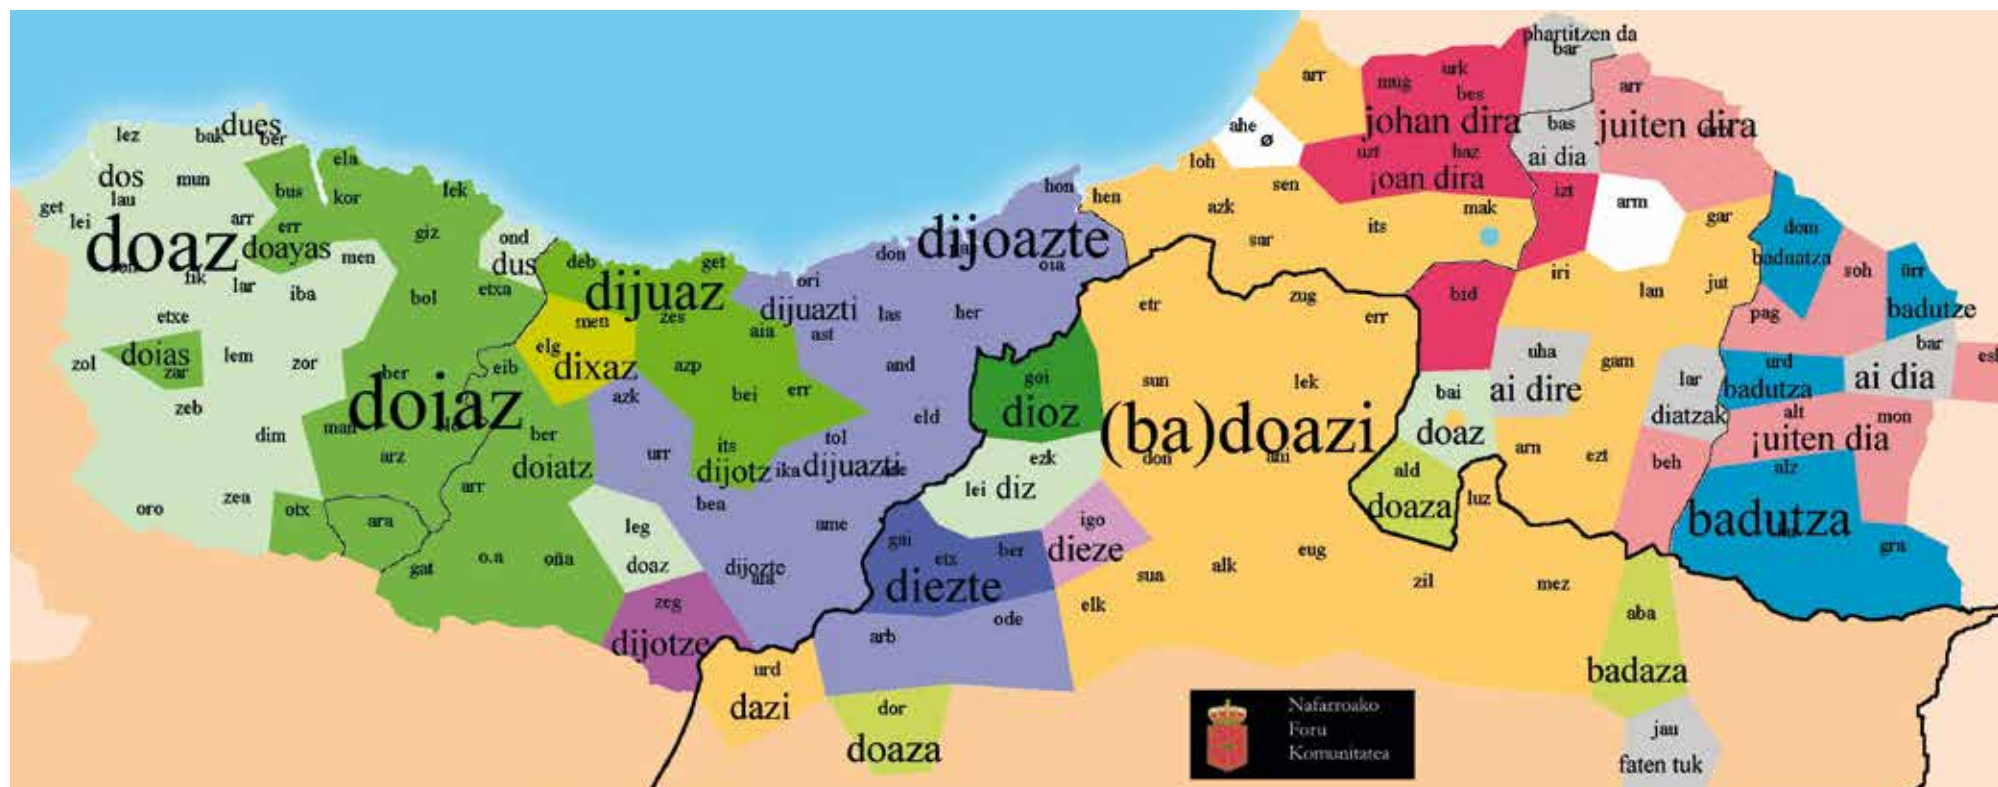 phartitzen da
bar
arr
mug
urk
bes
arr
johan dira
bas
juiten dira
ahe
ø
uzt
haz
ai dia
loh
joan dira
izt
sen
arm
lez
bak
dues
ber
dos
mun
lau
get
lei
doaz
arr
bus
err
doayas
ela
kor
lek
giz
ond
dus
men
fik
lar
iba
bol
etxa
etxe
doias
zar
zol
lem
zor
zeb
dim
ber
doiaz
eib
man
arz
ber
doiatz
arr
oro
zea
otx
ara
gat
o.a
oña
deb
get
dijuaz
zes
men
elg
dixaz
aia
azp
bei
err
azk
its
dijotz
ika
dijuazti
tol
urr
bea
leg
doaz
dijozte
ata
ame
zeg
dijotze
hon
dijoazte
don
oia
ori
dijuazti
ast
las
her
and
eld
hen
azk
sar
its
mak
gar
iri
lan
jut
etr
zug
err
bid
goi
dioz
sun
lek
(ba)doazi
don
ani
ezk
lei
diz
gai
etx
ber
diezte
igo
dieze
arb
ode
urd
dazi
dor
doaza
sua
alk
eug
elk
zil
mez
uha
ai dire
gam
bai
doaz
ald
doaza
luz
arn
ezt
lar
diatzak
beh
dom
baduatza
soh
ürr
badutze
pag
urd
badutza
bar
ai dia
esk
alt
mon
juiten dia
alz
badutza
gra
aba
badaza
jau
faten tuk
Nafarroako
Foru
Komunitatea